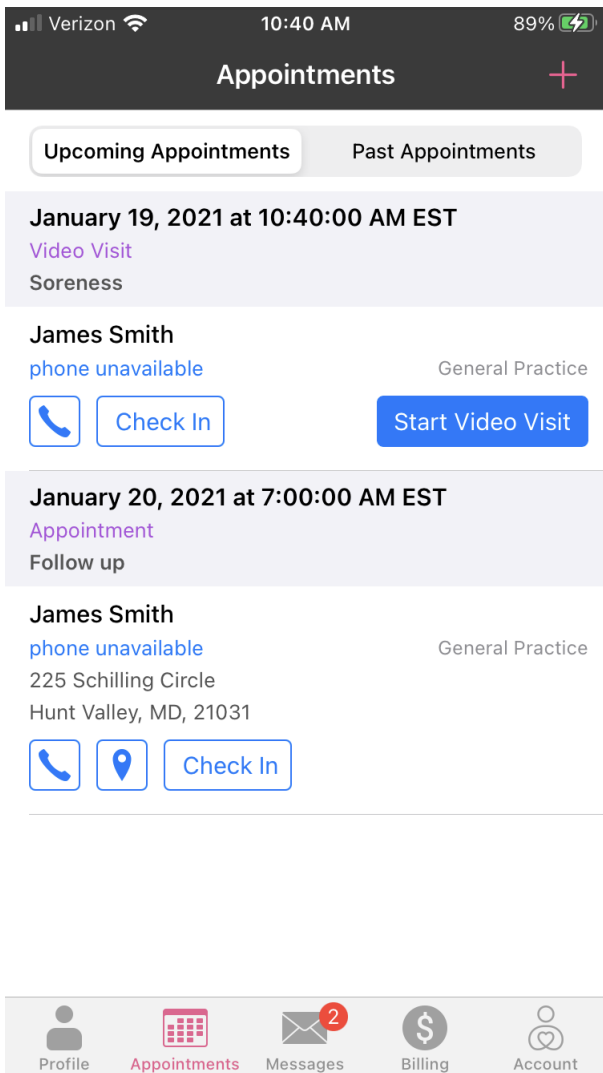 Verizon 10:40 AM 89%
Appointments
Upcoming Appointments Past Appointments
January 19, 2021 at 10:40:00 AM EST
Video Visit
Soreness
James Smith
phone unavailable General Practice
Check In Start Video Visit
January 20, 2021 at 7:00:00 AM EST
Appointment
Follow up
James Smith
phone unavailable General Practice
225 Schilling Circle
Hunt Valley, MD, 21031
Check In
2 $
Profile Appointments Messages Billing Account